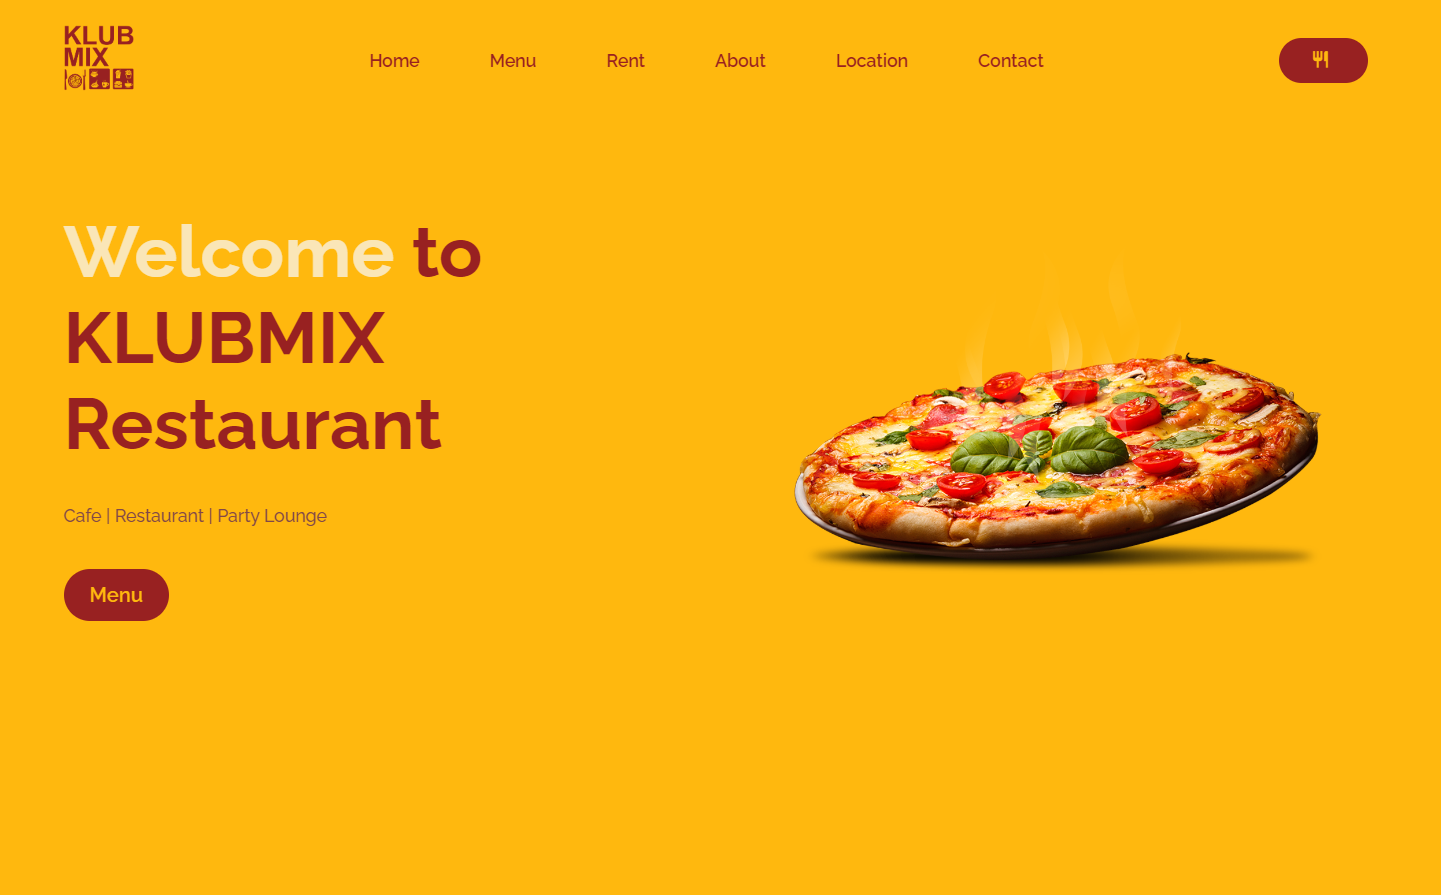 KLUB
MIX
Home Menu Rent About Location Contact
Welcome to
KLUBMIX
Restaurant
Cafe | Restaurant | Party Lounge
Menu